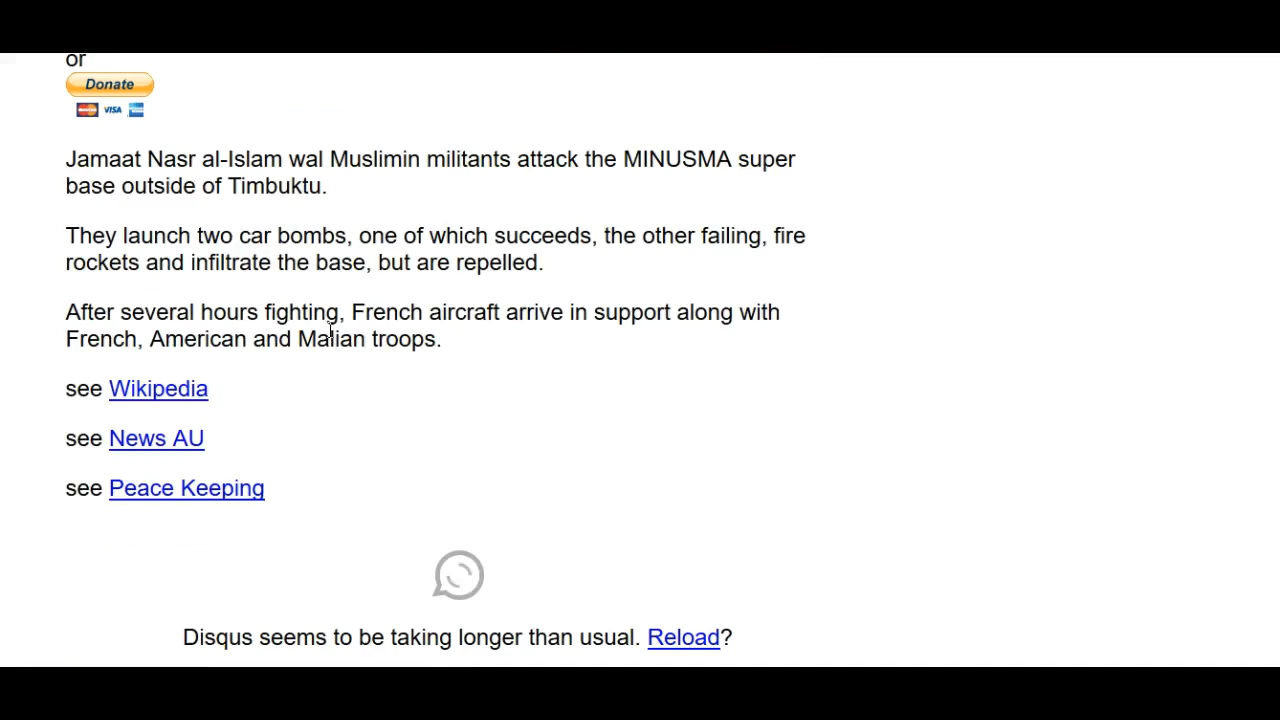 or
Donate
VISA
Jamaat Nasr al-Islam wal Muslimin militants attack the MINUSMA super
base outside of Timbuktu.
They launch two car bombs, one of which succeeds, the other failing, fire
rockets and infiltrate the base, but are repelled.
After several hours fighting, French aircraft arrive in support along with
French, American and Malian troops.
see Wikipedia
see News AU
see Peace Keeping
Disqus seems to be taking longer than usual. Reload?